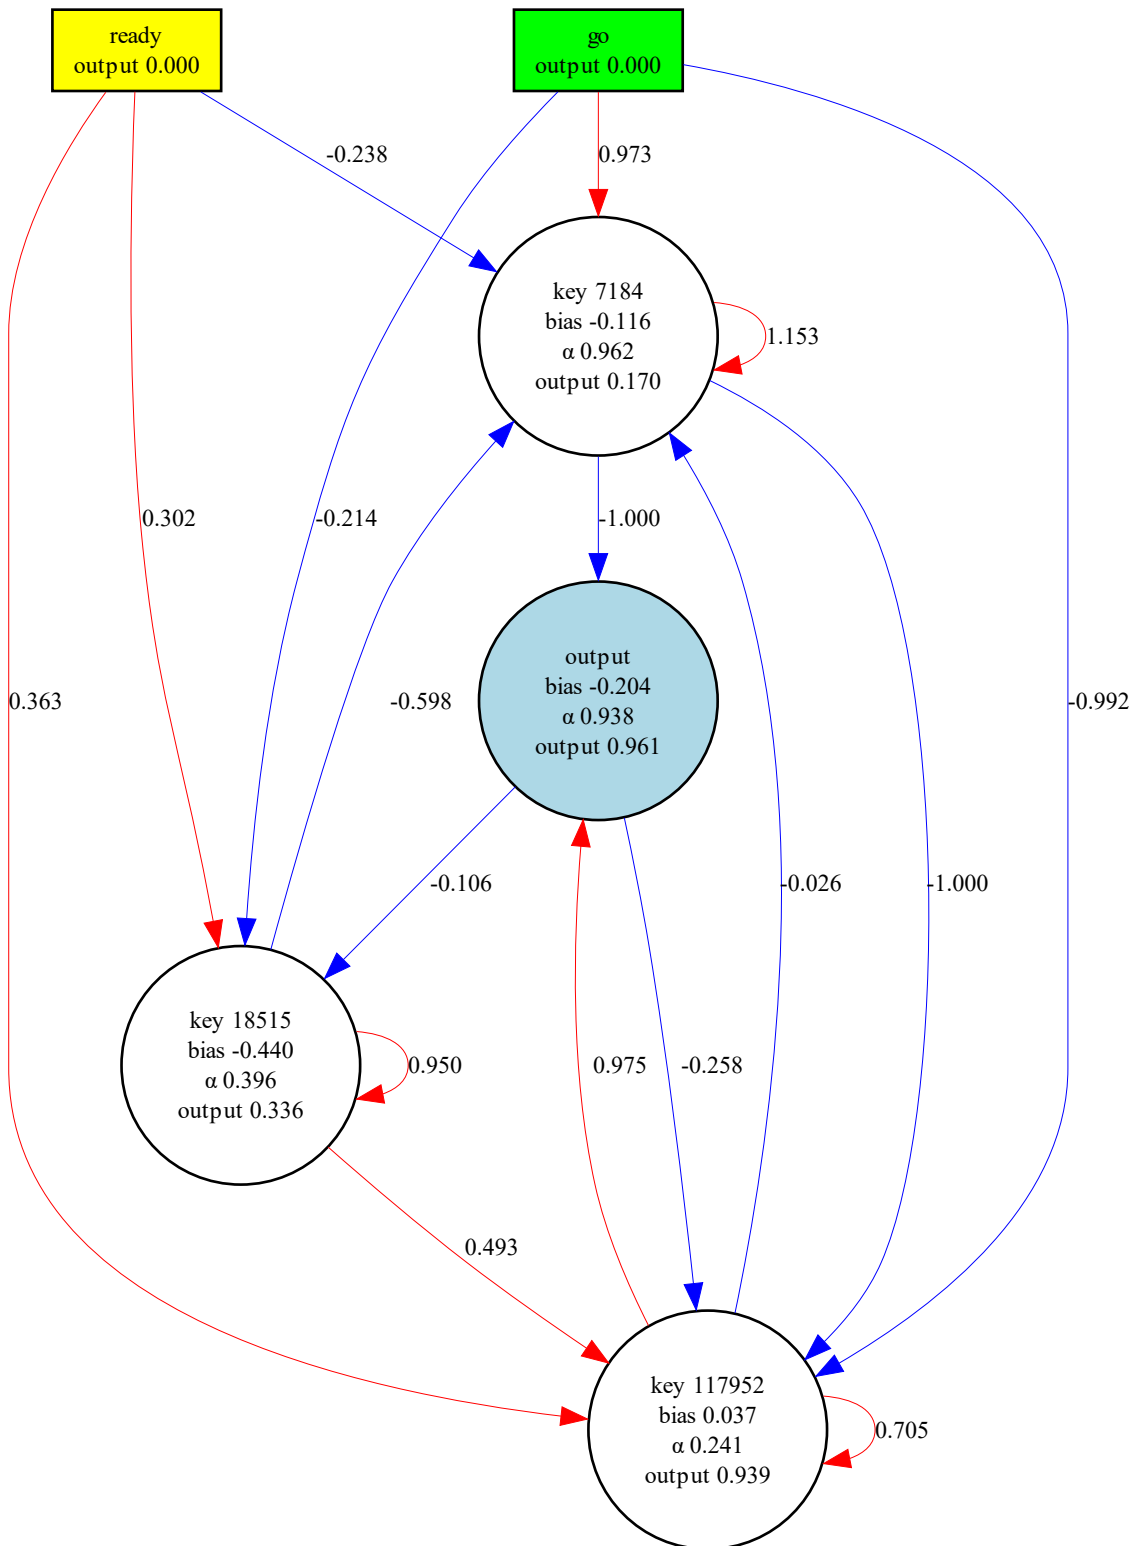 ready
output 0.000
go
output 0.000
-0.238
0.973
key 7184
bias -0.116
α 0.962
output 0.170
1.153
0.302
-0.214
-1.000
output
bias -0.204
α 0.938
output 0.961
0.363
-0.598
-0.992
-0.106
-0.026
-1.000
key 18515
bias -0.440
α 0.396
output 0.336
0.950
0.975
-0.258
0.493
key 117952
bias 0.037
α 0.241
output 0.939
0.705